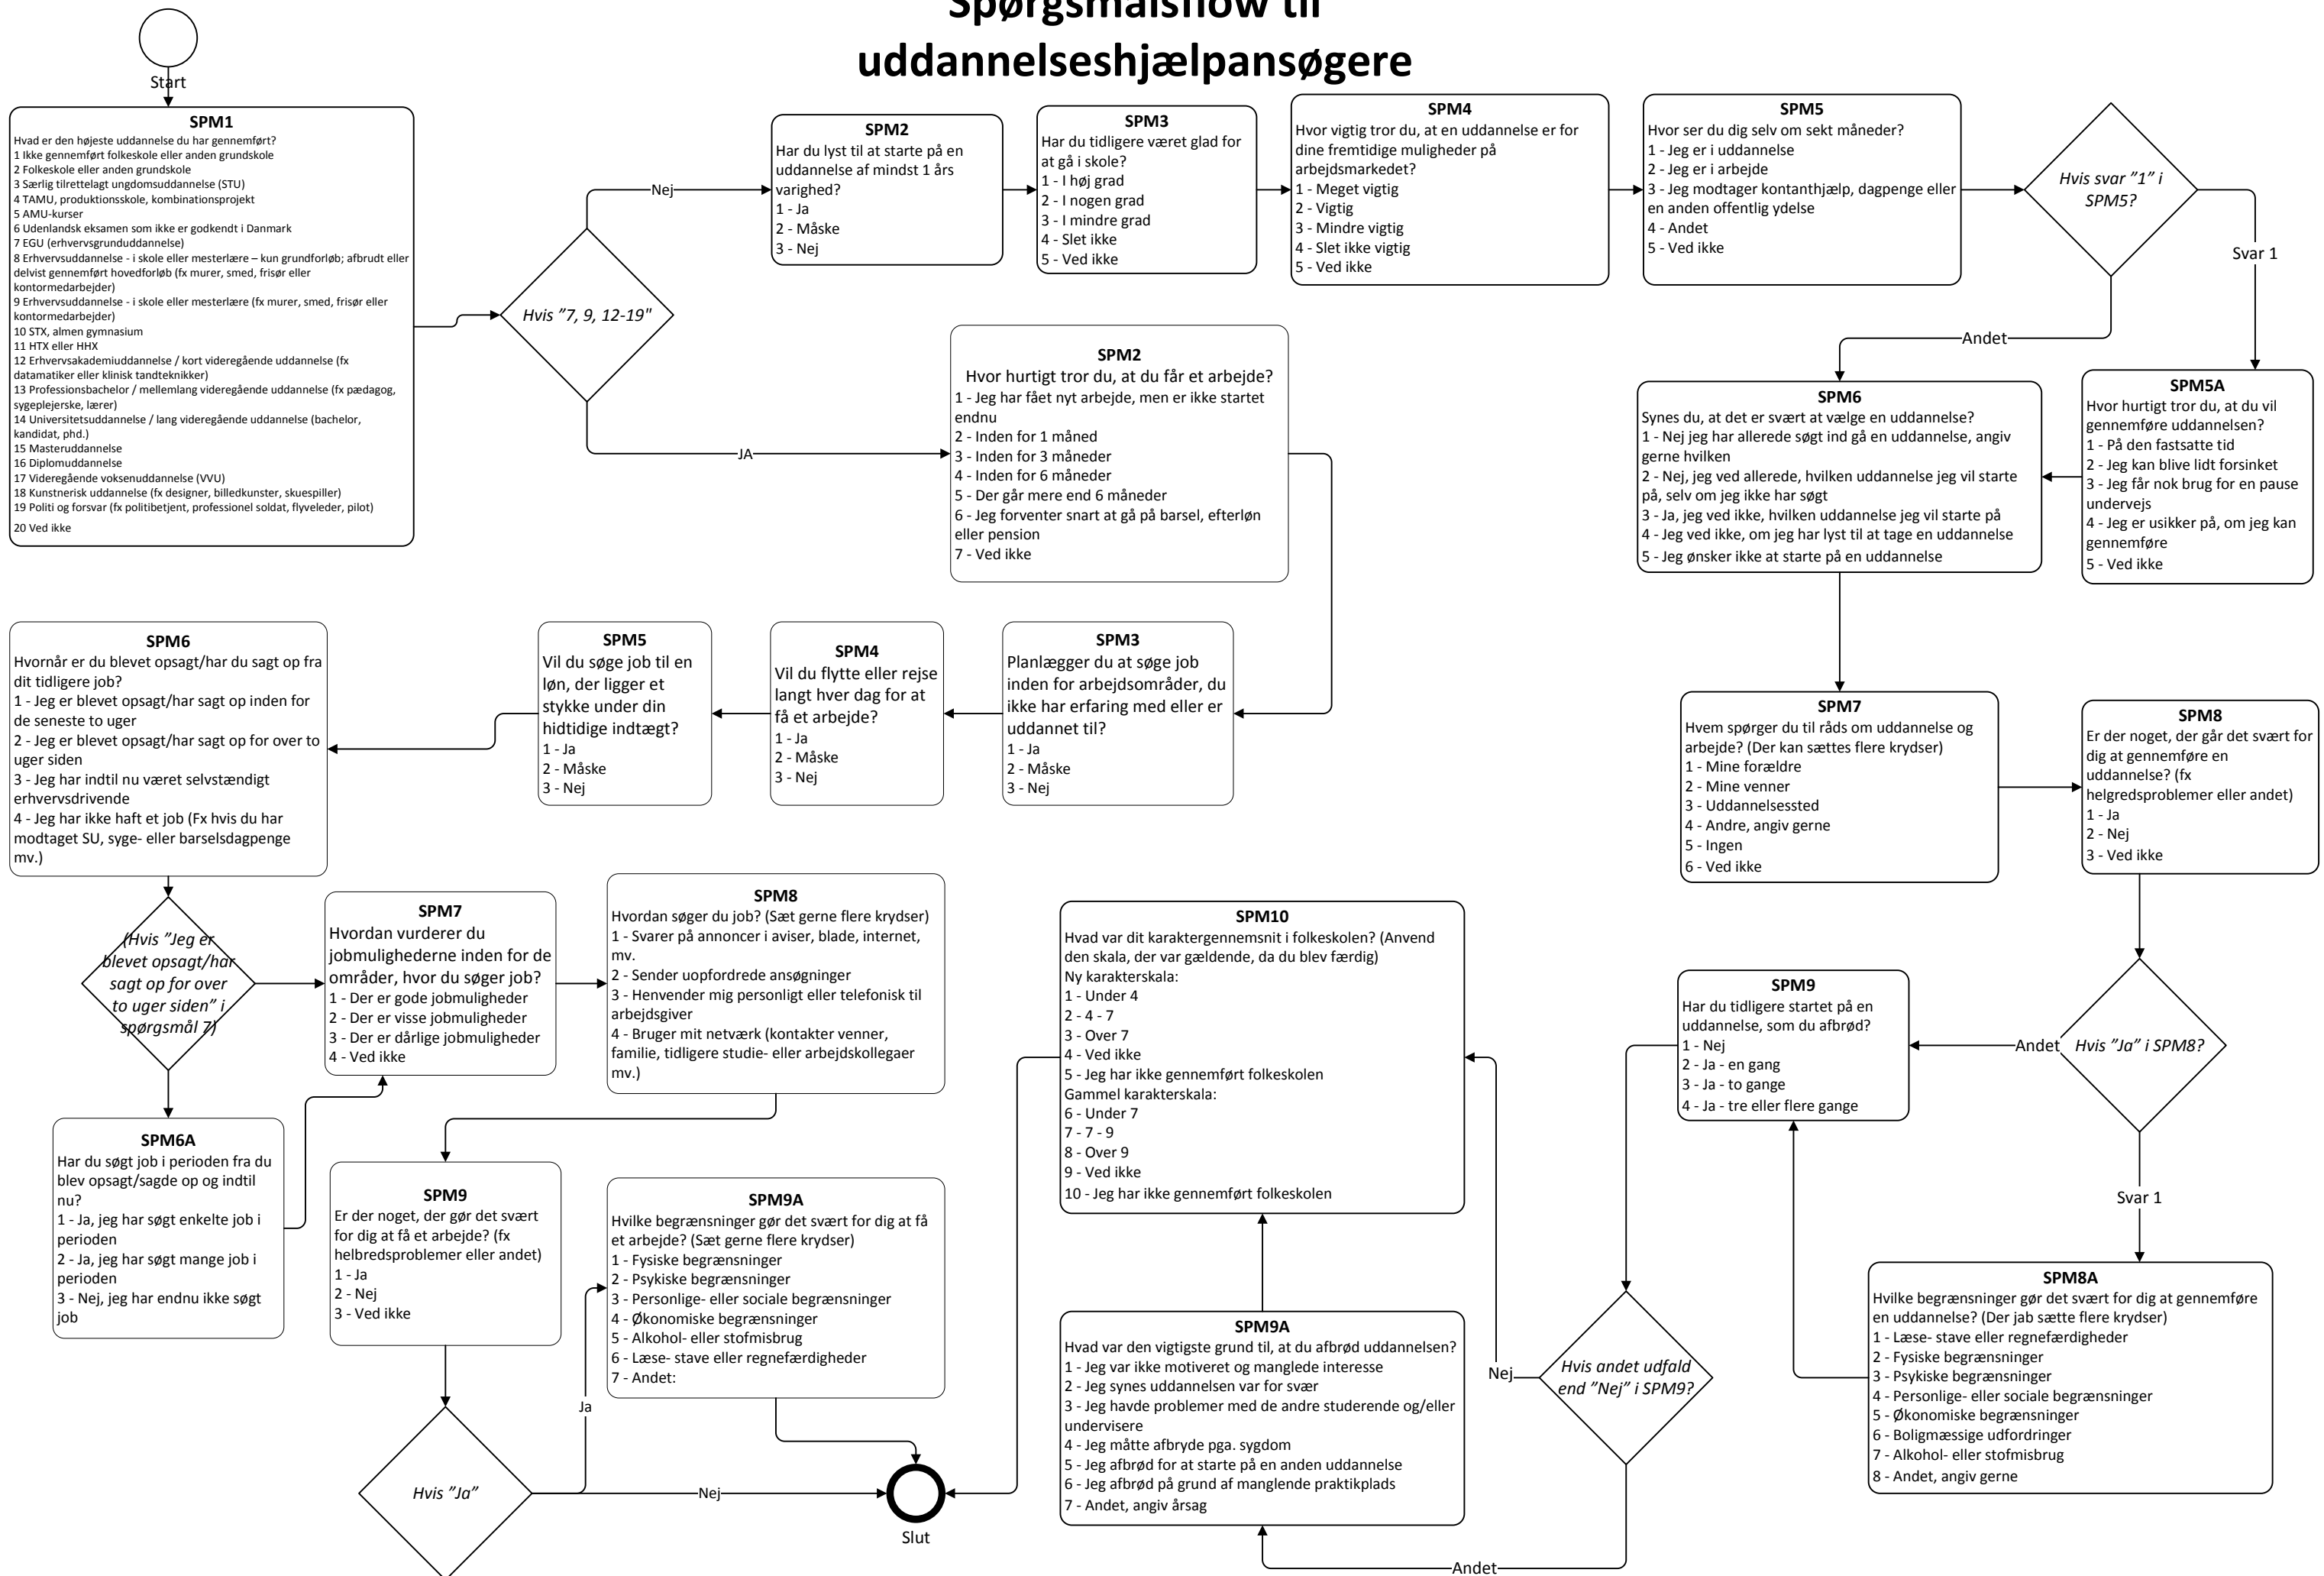 Spørgsmålsflow til
uddannelseshjælpansøgere
Start
SPM1
Hvad er den højeste uddannelse du har gennemført?
1 Ikke gennemført folkeskole eller anden grundskole
2 Folkeskole eller anden grundskole
3 Særlig tilrettelagt ungdomsuddannelse (STU)
4 TAMU, produktionsskole, kombinationsprojekt
5 AMU-kurser
6 Udenlandsk eksamen som ikke er godkendt i Danmark
7 EGU (erhvervsgrunduddannelse)
8 Erhvervsuddannelse - i skole eller mesterlære – kun grundforløb; afbrudt eller
delvist gennemført hovedforløb (fx murer, smed, frisør eller
kontormedarbejder)
9 Erhvervsuddannelse - i skole eller mesterlære (fx murer, smed, frisør eller
kontormedarbejder)
10 STX, almen gymnasium
11 HTX eller HHX
12 Erhvervsakademiuddannelse / kort videregående uddannelse (fx
datamatiker eller klinisk tandteknikker)
13 Professionsbachelor / mellemlang videregående uddannelse (fx pædagog,
sygeplejerske, lærer)
14 Universitetsuddannelse / lang videregående uddannelse (bachelor,
kandidat, phd.)
15 Masteruddannelse
16 Diplomuddannelse
17 Videregående voksenuddannelse (VVU)
18 Kunstnerisk uddannelse (fx designer, billedkunster, skuespiller)
19 Politi og forsvar (fx politibetjent, professionel soldat, flyveleder, pilot)
20 Ved ikke
Hvis ”7, 9, 12-19"
Nej
JA
SPM2
Har du lyst til at starte på en
uddannelse af mindst 1 års
varighed?
1 - Ja
2 - Måske
3 - Nej
SPM3
Har du tidligere været glad for
at gå i skole?
1 - I høj grad
2 - I nogen grad
3 - I mindre grad
4 - Slet ikke
5 - Ved ikke
SPM4
Hvor vigtig tror du, at en uddannelse er for
dine fremtidige muligheder på
arbejdsmarkedet?
1 - Meget vigtig
2 - Vigtig
3 - Mindre vigtig
4 - Slet ikke vigtig
5 - Ved ikke
SPM5
Hvor ser du dig selv om sekt måneder?
1 - Jeg er i uddannelse
2 - Jeg er i arbejde
3 - Jeg modtager kontanthjælp, dagpenge eller
en anden offentlig ydelse
4 - Andet
5 - Ved ikke
Hvis svar ”1” i
SPM5?
Svar 1
Andet
SPM2
Hvor hurtigt tror du, at du får et arbejde?
1 - Jeg har fået nyt arbejde, men er ikke startet
endnu
2 - Inden for 1 måned
3 - Inden for 3 måneder
4 - Inden for 6 måneder
5 - Der går mere end 6 måneder
6 - Jeg forventer snart at gå på barsel, efterløn
eller pension
7 - Ved ikke
SPM6
Synes du, at det er svært at vælge en uddannelse?
1 - Nej jeg har allerede søgt ind gå en uddannelse, angiv
gerne hvilken
2 - Nej, jeg ved allerede, hvilken uddannelse jeg vil starte
på, selv om jeg ikke har søgt
3 - Ja, jeg ved ikke, hvilken uddannelse jeg vil starte på
4 - Jeg ved ikke, om jeg har lyst til at tage en uddannelse
5 - Jeg ønsker ikke at starte på en uddannelse
SPM5A
Hvor hurtigt tror du, at du vil
gennemføre uddannelsen?
1 - På den fastsatte tid
2 - Jeg kan blive lidt forsinket
3 - Jeg får nok brug for en pause
undervejs
4 - Jeg er usikker på, om jeg kan
gennemføre
5 - Ved ikke
SPM6
Hvornår er du blevet opsagt/har du sagt op fra
dit tidligere job?
1 - Jeg er blevet opsagt/har sagt op inden for
de seneste to uger
2 - Jeg er blevet opsagt/har sagt op for over to
uger siden
3 - Jeg har indtil nu været selvstændigt
erhvervsdrivende
4 - Jeg har ikke haft et job (Fx hvis du har
modtaget SU, syge- eller barselsdagpenge
mv.)
SPM5
Vil du søge job til en
løn, der ligger et
stykke under din
hidtidige indtægt?
1 - Ja
2 - Måske
3 - Nej
SPM4
Vil du flytte eller rejse
langt hver dag for at
få et arbejde?
1 - Ja
2 - Måske
3 - Nej
SPM3
Planlægger du at søge job
inden for arbejdsområder, du
ikke har erfaring med eller er
uddannet til?
1 - Ja
2 - Måske
3 - Nej
SPM7
Hvem spørger du til råds om uddannelse og
arbejde? (Der kan sættes flere krydser)
1 - Mine forældre
2 - Mine venner
3 - Uddannelsessted
4 - Andre, angiv gerne
5 - Ingen
6 - Ved ikke
SPM8
Er der noget, der går det svært for
dig at gennemføre en
uddannelse? (fx
helgredsproblemer eller andet)
1 - Ja
2 - Nej
3 - Ved ikke
(Hvis ”Jeg er
blevet opsagt/har
sagt op for over
to uger siden” i
spørgsmål 7)
SPM7
Hvordan vurderer du
jobmulighederne inden for de
områder, hvor du søger job?
1 - Der er gode jobmuligheder
2 - Der er visse jobmuligheder
3 - Der er dårlige jobmuligheder
4 - Ved ikke
SPM8
Hvordan søger du job? (Sæt gerne flere krydser)
1 - Svarer på annoncer i aviser, blade, internet,
mv.
2 - Sender uopfordrede ansøgninger
3 - Henvender mig personligt eller telefonisk til
arbejdsgiver
4 - Bruger mit netværk (kontakter venner,
familie, tidligere studie- eller arbejdskollegaer
mv.)
SPM10
Hvad var dit karaktergennemsnit i folkeskolen? (Anvend
den skala, der var gældende, da du blev færdig)
Ny karakterskala:
1 - Under 4
2 - 4 - 7
3 - Over 7
4 - Ved ikke
5 - Jeg har ikke gennemført folkeskolen
Gammel karakterskala:
6 - Under 7
7 - 7 - 9
8 - Over 9
9 - Ved ikke
10 - Jeg har ikke gennemført folkeskolen
SPM9
Har du tidligere startet på en
uddannelse, som du afbrød?
1 - Nej
2 - Ja - en gang
3 - Ja - to gange
4 - Ja - tre eller flere gange
Andet
Hvis ”Ja” i SPM8?
Svar 1
SPM6A
Har du søgt job i perioden fra du
blev opsagt/sagde op og indtil
nu?
1 - Ja, jeg har søgt enkelte job i
perioden
2 - Ja, jeg har søgt mange job i
perioden
3 - Nej, jeg har endnu ikke søgt
job
SPM9
Er der noget, der gør det svært
for dig at få et arbejde? (fx
helbredsproblemer eller andet)
1 - Ja
2 - Nej
3 - Ved ikke
SPM9A
Hvilke begrænsninger gør det svært for dig at få
et arbejde? (Sæt gerne flere krydser)
1 - Fysiske begrænsninger
2 - Psykiske begrænsninger
3 - Personlige- eller sociale begrænsninger
4 - Økonomiske begrænsninger
5 - Alkohol- eller stofmisbrug
6 - Læse- stave eller regnefærdigheder
7 - Andet:
SPM9A
Hvad var den vigtigste grund til, at du afbrød uddannelsen?
1 - Jeg var ikke motiveret og manglede interesse
2 - Jeg synes uddannelsen var for svær
3 - Jeg havde problemer med de andre studerende og/eller
undervisere
4 - Jeg måtte afbryde pga. sygdom
5 - Jeg afbrød for at starte på en anden uddannelse
6 - Jeg afbrød på grund af manglende praktikplads
7 - Andet, angiv årsag
Nej
Hvis andet udfald
end ”Nej” i SPM9?
SPM8A
Hvilke begrænsninger gør det svært for dig at gennemføre
en uddannelse? (Der jab sætte flere krydser)
1 - Læse- stave eller regnefærdigheder
2 - Fysiske begrænsninger
3 - Psykiske begrænsninger
4 - Personlige- eller sociale begrænsninger
5 - Økonomiske begrænsninger
6 - Boligmæssige udfordringer
7 - Alkohol- eller stofmisbrug
8 - Andet, angiv gerne
Ja
Hvis ”Ja”
Nej
Slut
Andet